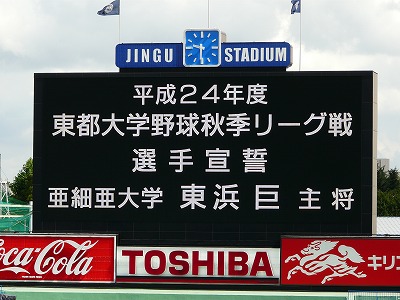 JINGU STADIUM
平成24年度
東都大学野球秋季リーグ戦
選手宣誓
亜細亜大学 東浜巨 主将
Coca-Cola
TOSHIBA
キリン